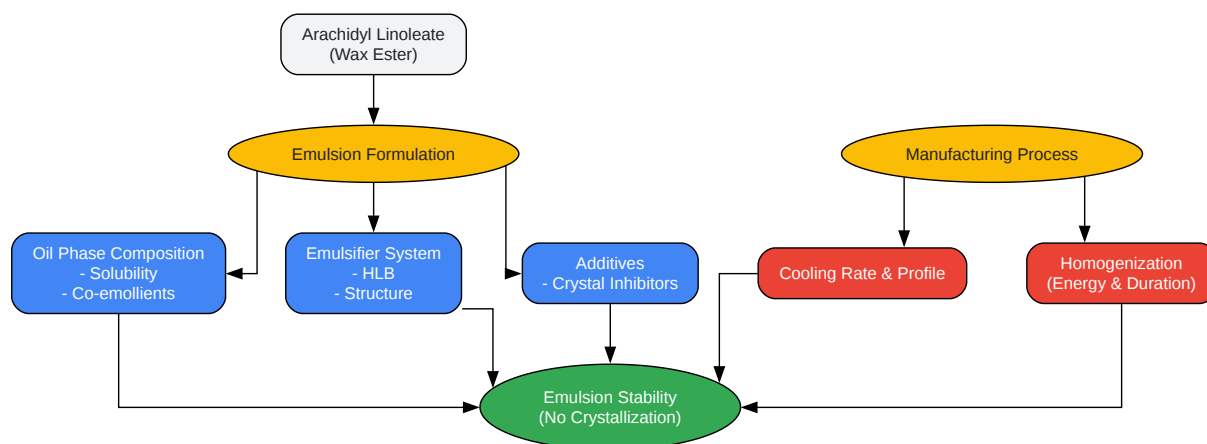 Arachidyl Linoleate
(Wax Ester)
Emulsion Formulation
Manufacturing Process
Oil Phase Composition
- Solubility
- Co-emollients
Emulsifier System
- HLB
- Structure
Additives
- Crystal Inhibitors
Cooling Rate & Profile
Homogenization
(Energy & Duration)
Emulsion Stability
(No Crystallization)